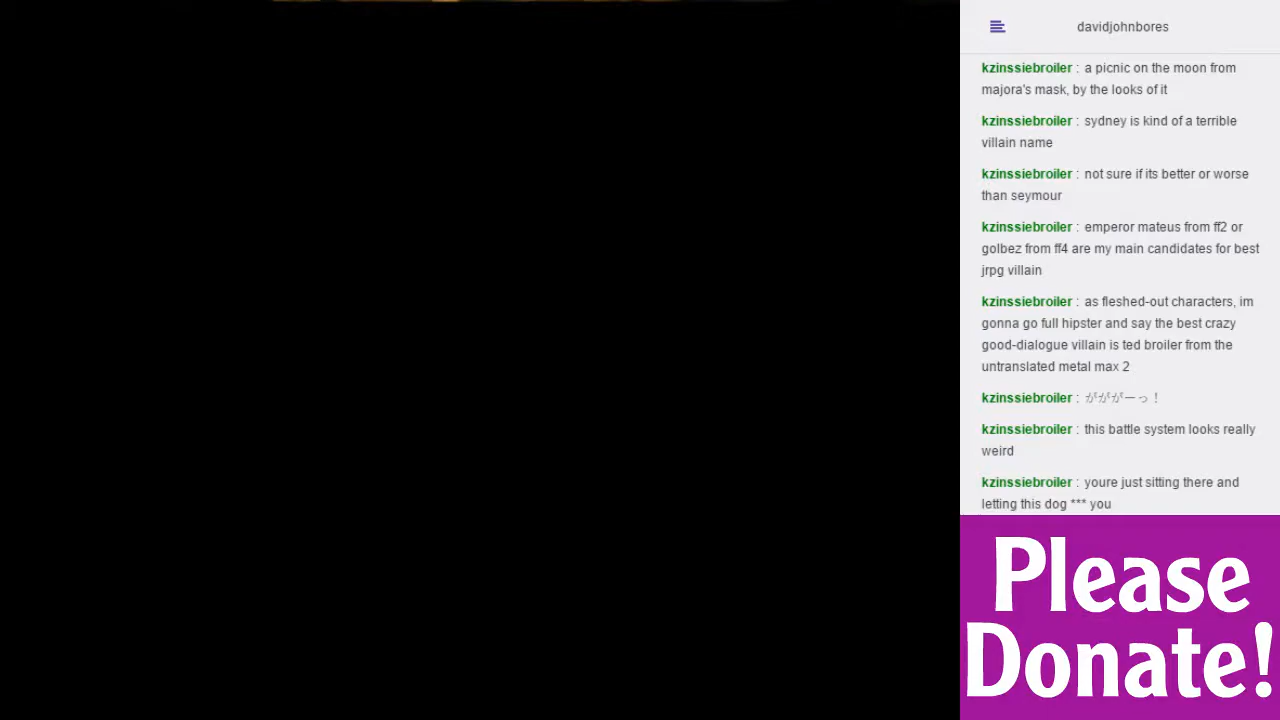 davidjohnbores
kzinssiebroiler : a picnic on the moon from
majora's mask, by the looks of it
kzinssiebroiler : sydney is kind of a terrible
villain name
kzinssiebroiler : not sure if its better or worse
than seymour
kzinssiebroiler : emperor mateus from ff2 or
golbez from ff4 are my main candidates for best
jrpg villain
kzinssiebroiler : as fleshed-out characters, im
gonna go full hipster and say the best crazy
good-dialogue villain is ted broiler from the
untranslated metal max 2
kzinssiebroiler : がががーっ！
kzinssiebroiler : this battle system looks really
weird
kzinssiebroiler : youre just sitting there and
letting this dog *** you
Please
Donate!